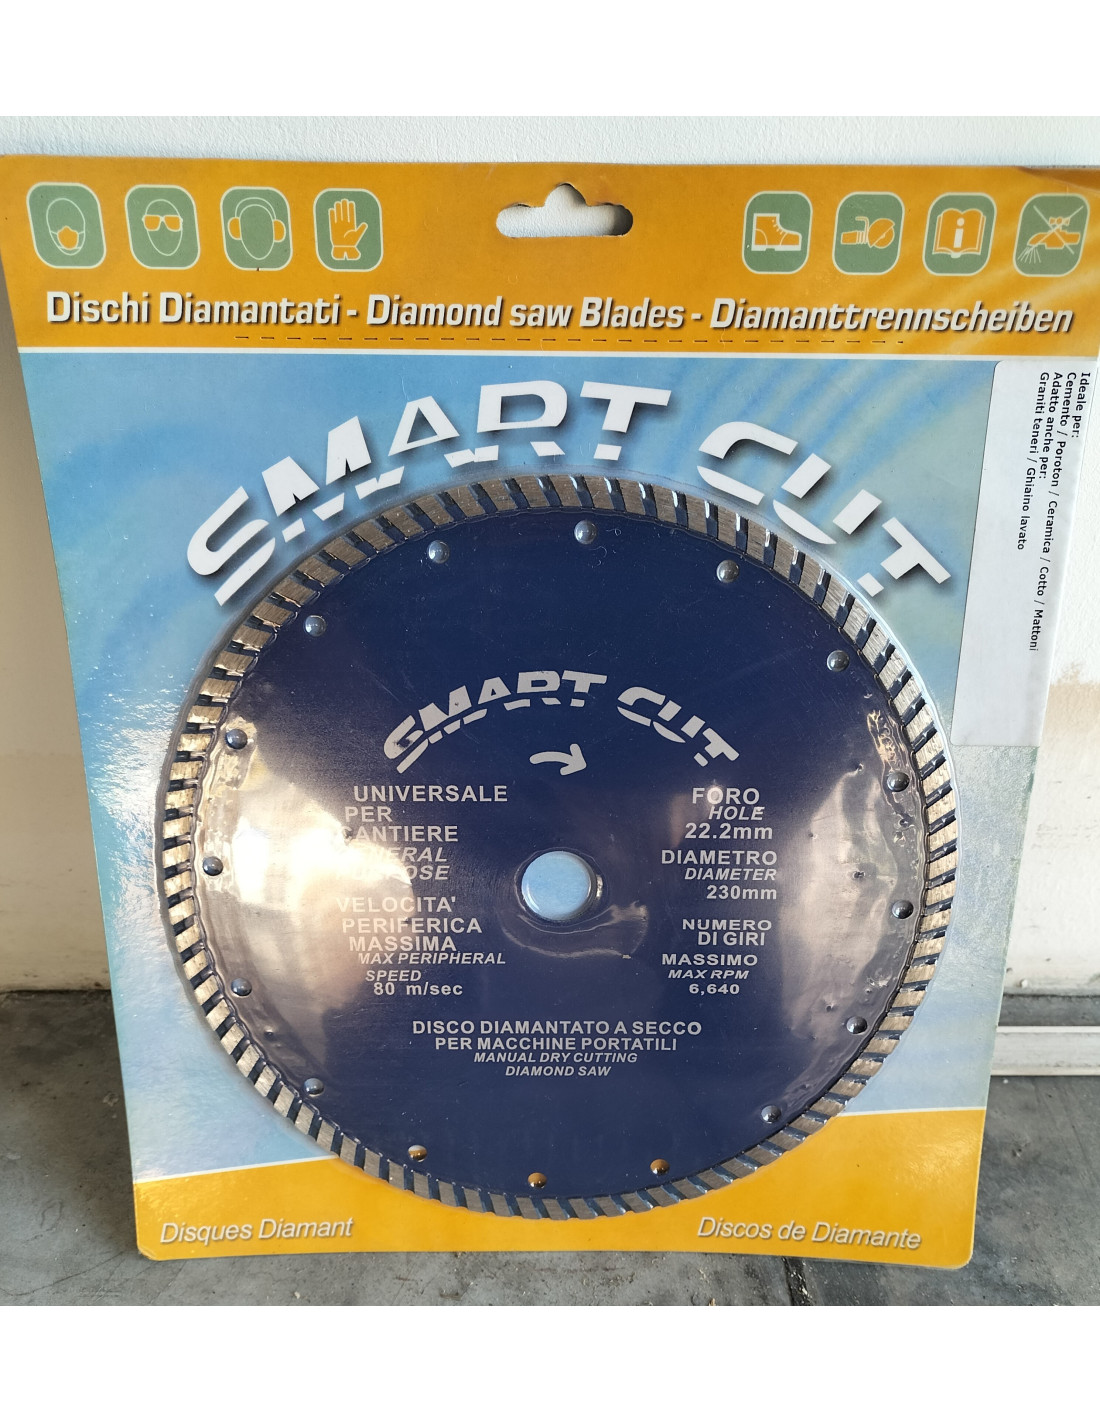 Dischi Diamantati - Diamond saw Blades - Diamanttrennscheiben
SMART CUT
Ideale per:
Cemento / Poroton / Ceramica / Cotto / Mattoni
Adatto anche per:
Graniti teneri / Ghiaino lavato
SMART CUT
UNIVERSALE
PER
CANTIERE
VELOCITA'
PERIFERICA
MASSIMA
MAX PERIPHERAL
SPEED
80 m/sec
FORO
HOLE
22.2mm
DIAMETRO
DIAMETER
230mm
NUMERO
DI GIRI
MASSIMO
MAX RPM
6,640
DISCO DIAMANTATO A SECCO
PER MACCHINE PORTATILI
MANUAL DRY CUTTING
DIAMOND SAW
Disques Diamant
Discos de Diamante